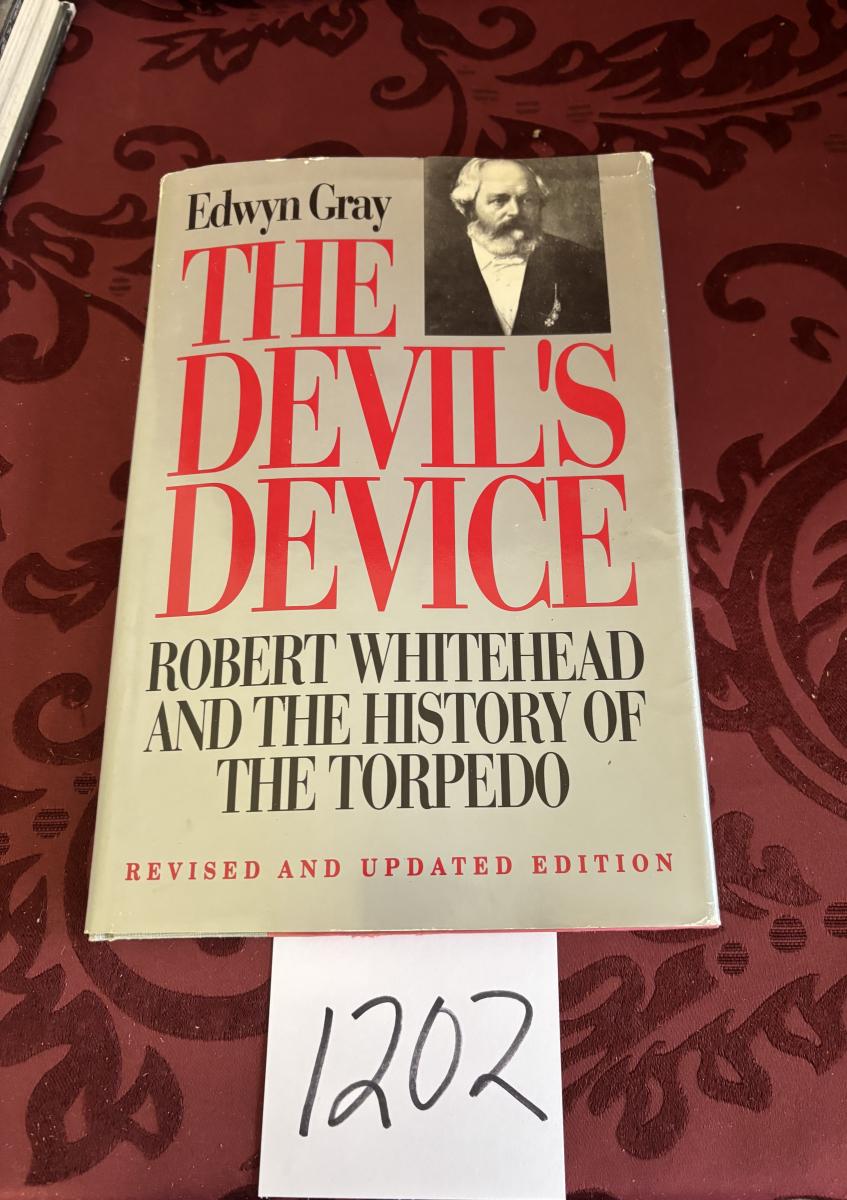 Edwyn Gray
THE
DEVIL'S
DEVICE
ROBERT WHITEHEAD
AND THE HISTORY OF
THE TORPEDO
REVISED AND UPDATED EDITION
1202